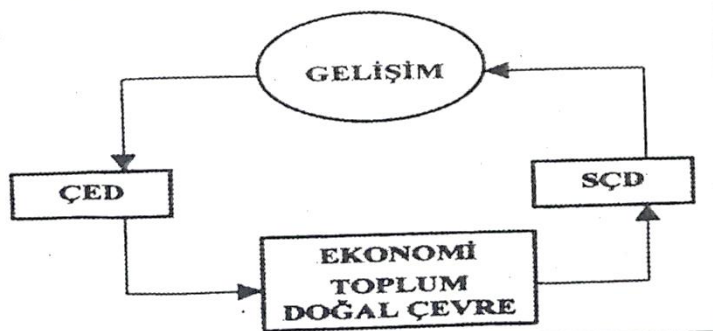 GELİŞİM
ÇED
SÇD
EKONOMİ
TOPLUM
DOĞAL ÇEVRE